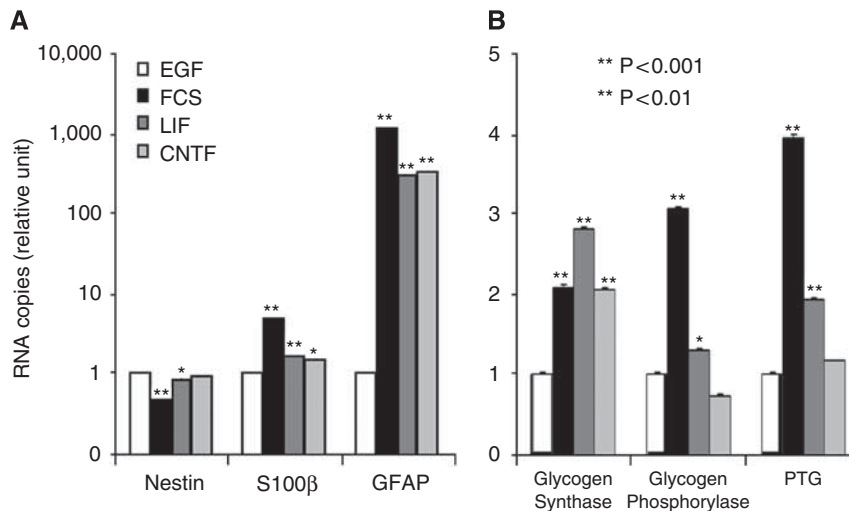 A
10,000
1,000
100
10
1
0
RNA copies (relative unit)
EGF
FCS
LIF
CNTF
**
*
**
**
*
**
**
**
Nestin
S100β
GFAP
B
5
4
3
2
1
0
** P<0.001
** P<0.01
**
**
**
**
*
**
**
Glycogen
Synthase
Glycogen
Phosphorylase
PTG